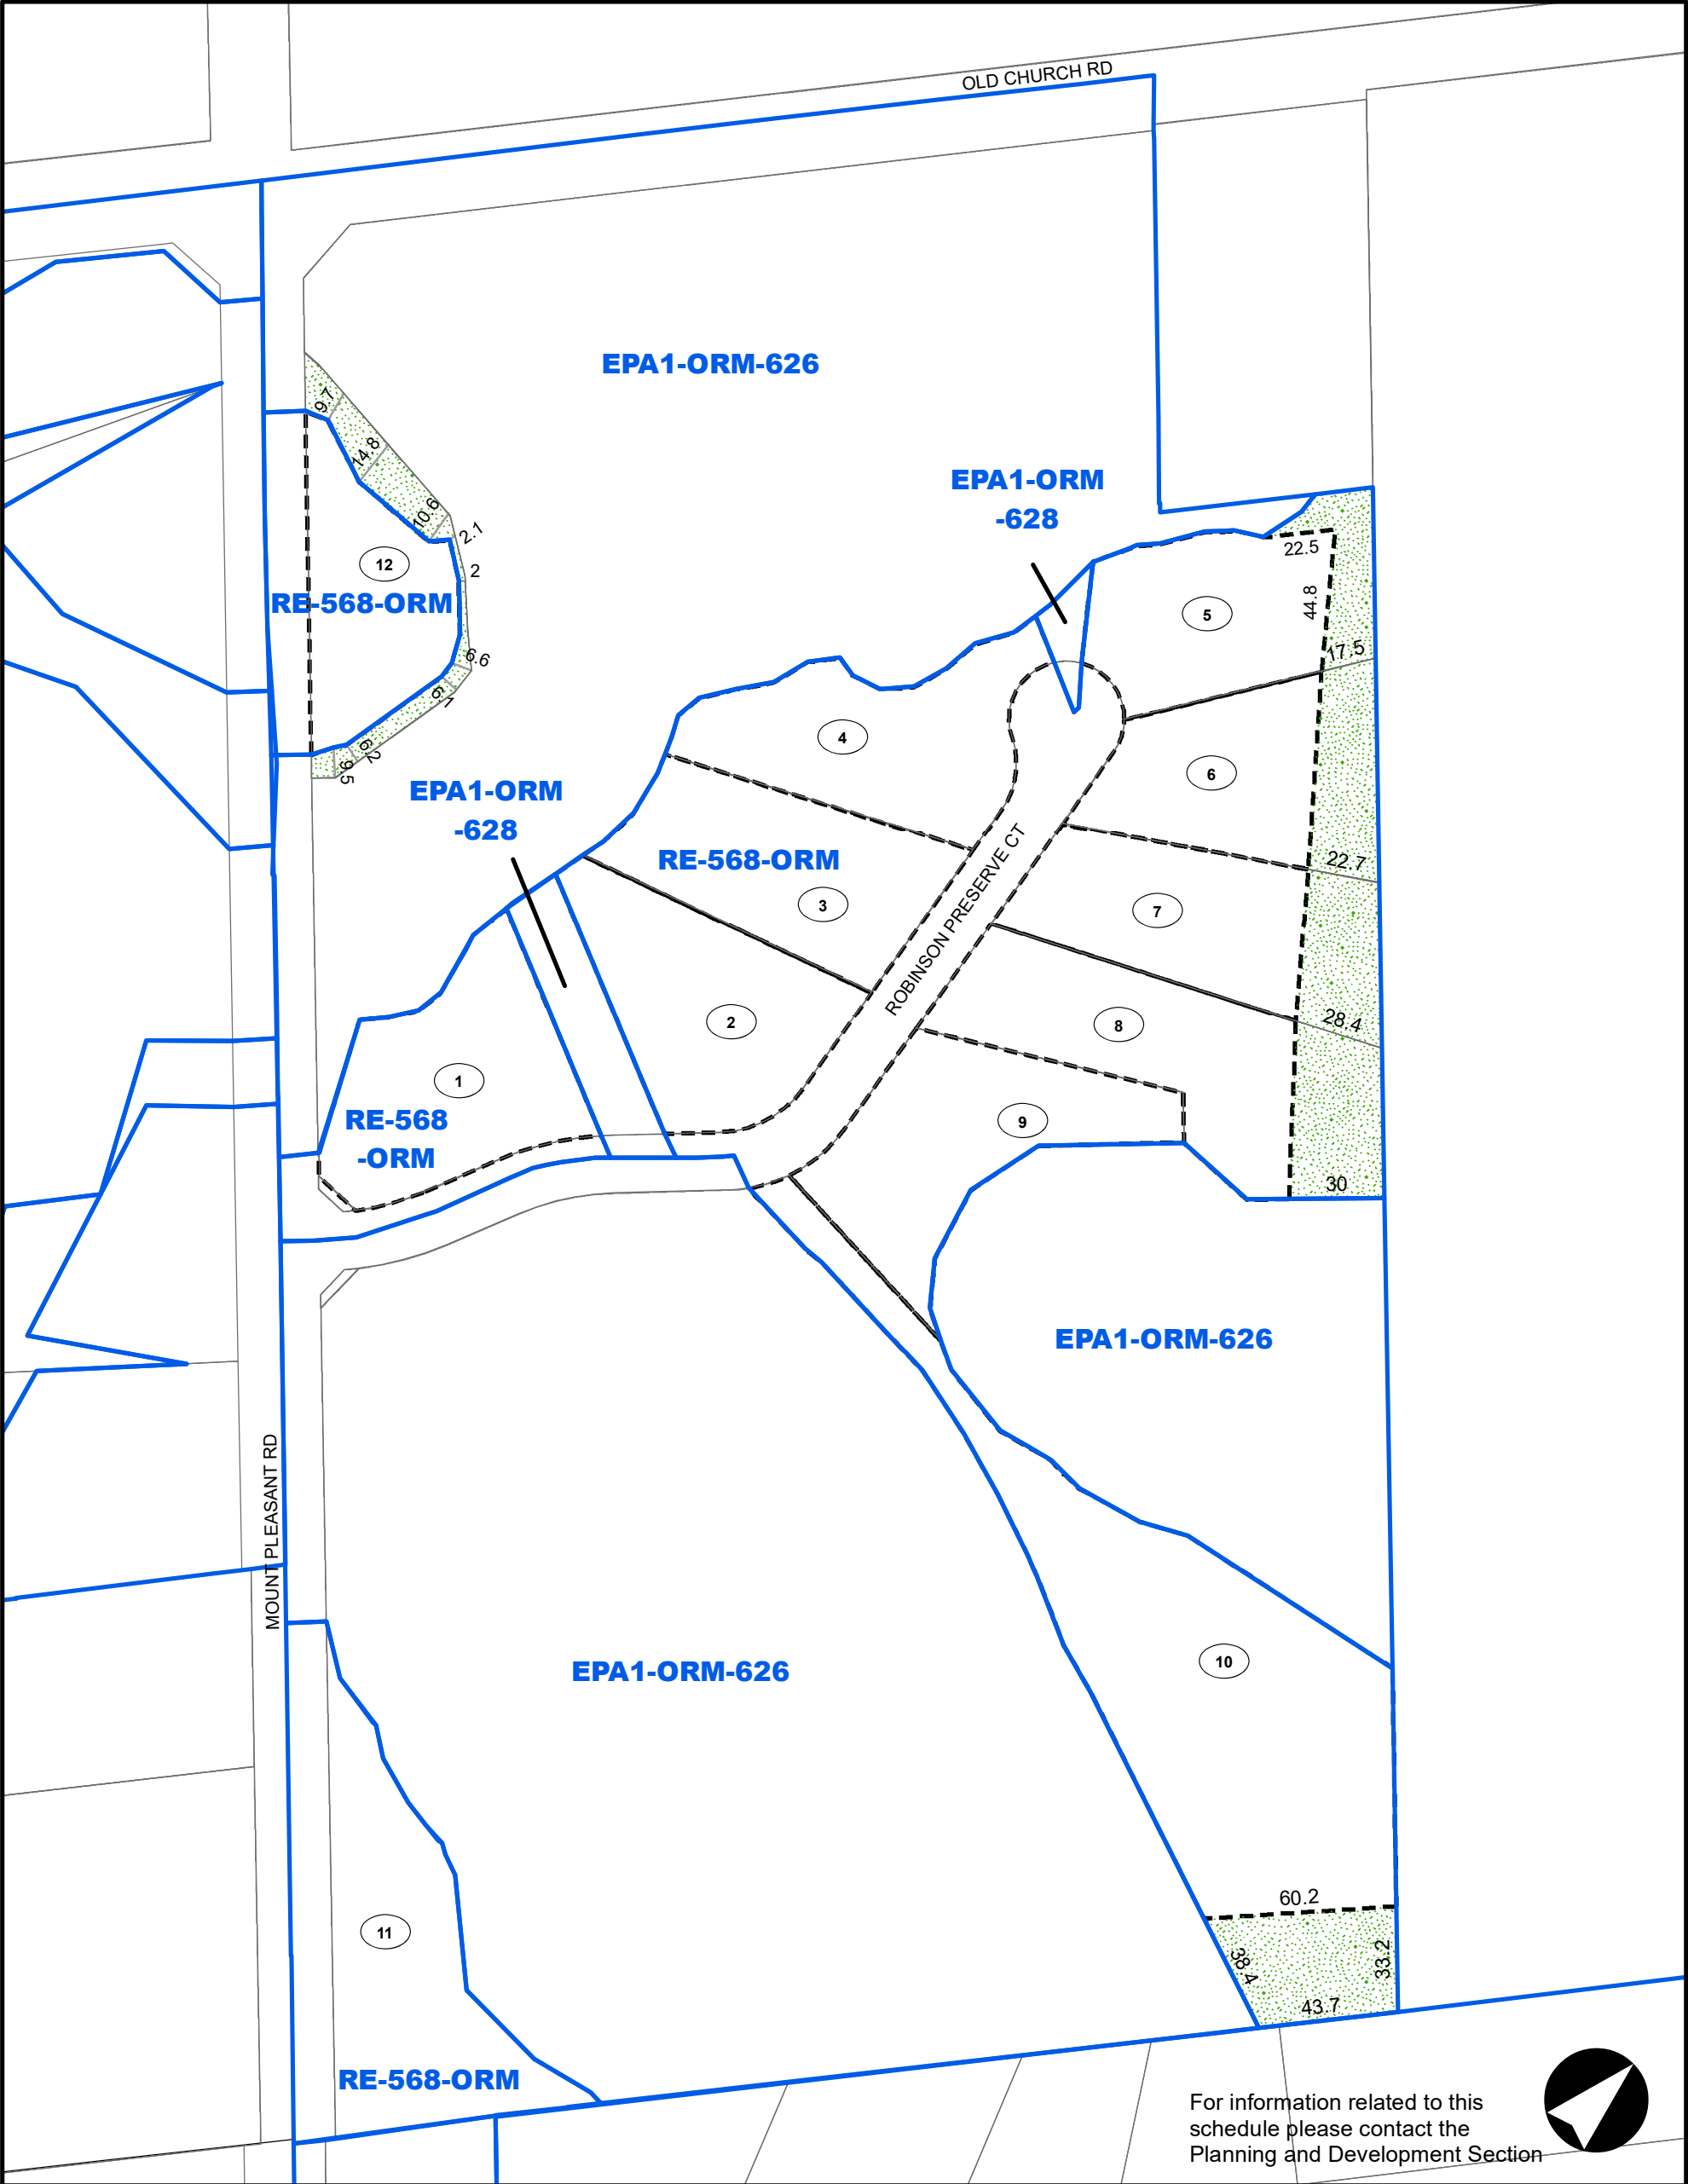 OLD CHURCH RD
EPA1-ORM-626
9.7
14.8
10.6
2.1
2
12
RE-568-ORM
6.6
6.1
6.2
9.5
EPA1-ORM
-628
22.5
44.8
5
17.5
4
6
EPA1-ORM
-628
RE-568-ORM
22.7
3
7
ROBINSON PRESERVE CT
2
8
28.4
1
9
RE-568
-ORM
30
EPA1-ORM-626
MOUNT PLEASANT RD
EPA1-ORM-626
10
60.2
11
38.4
33.2
43.7
RE-568-ORM
For information related to this
schedule please contact the
Planning and Development Section